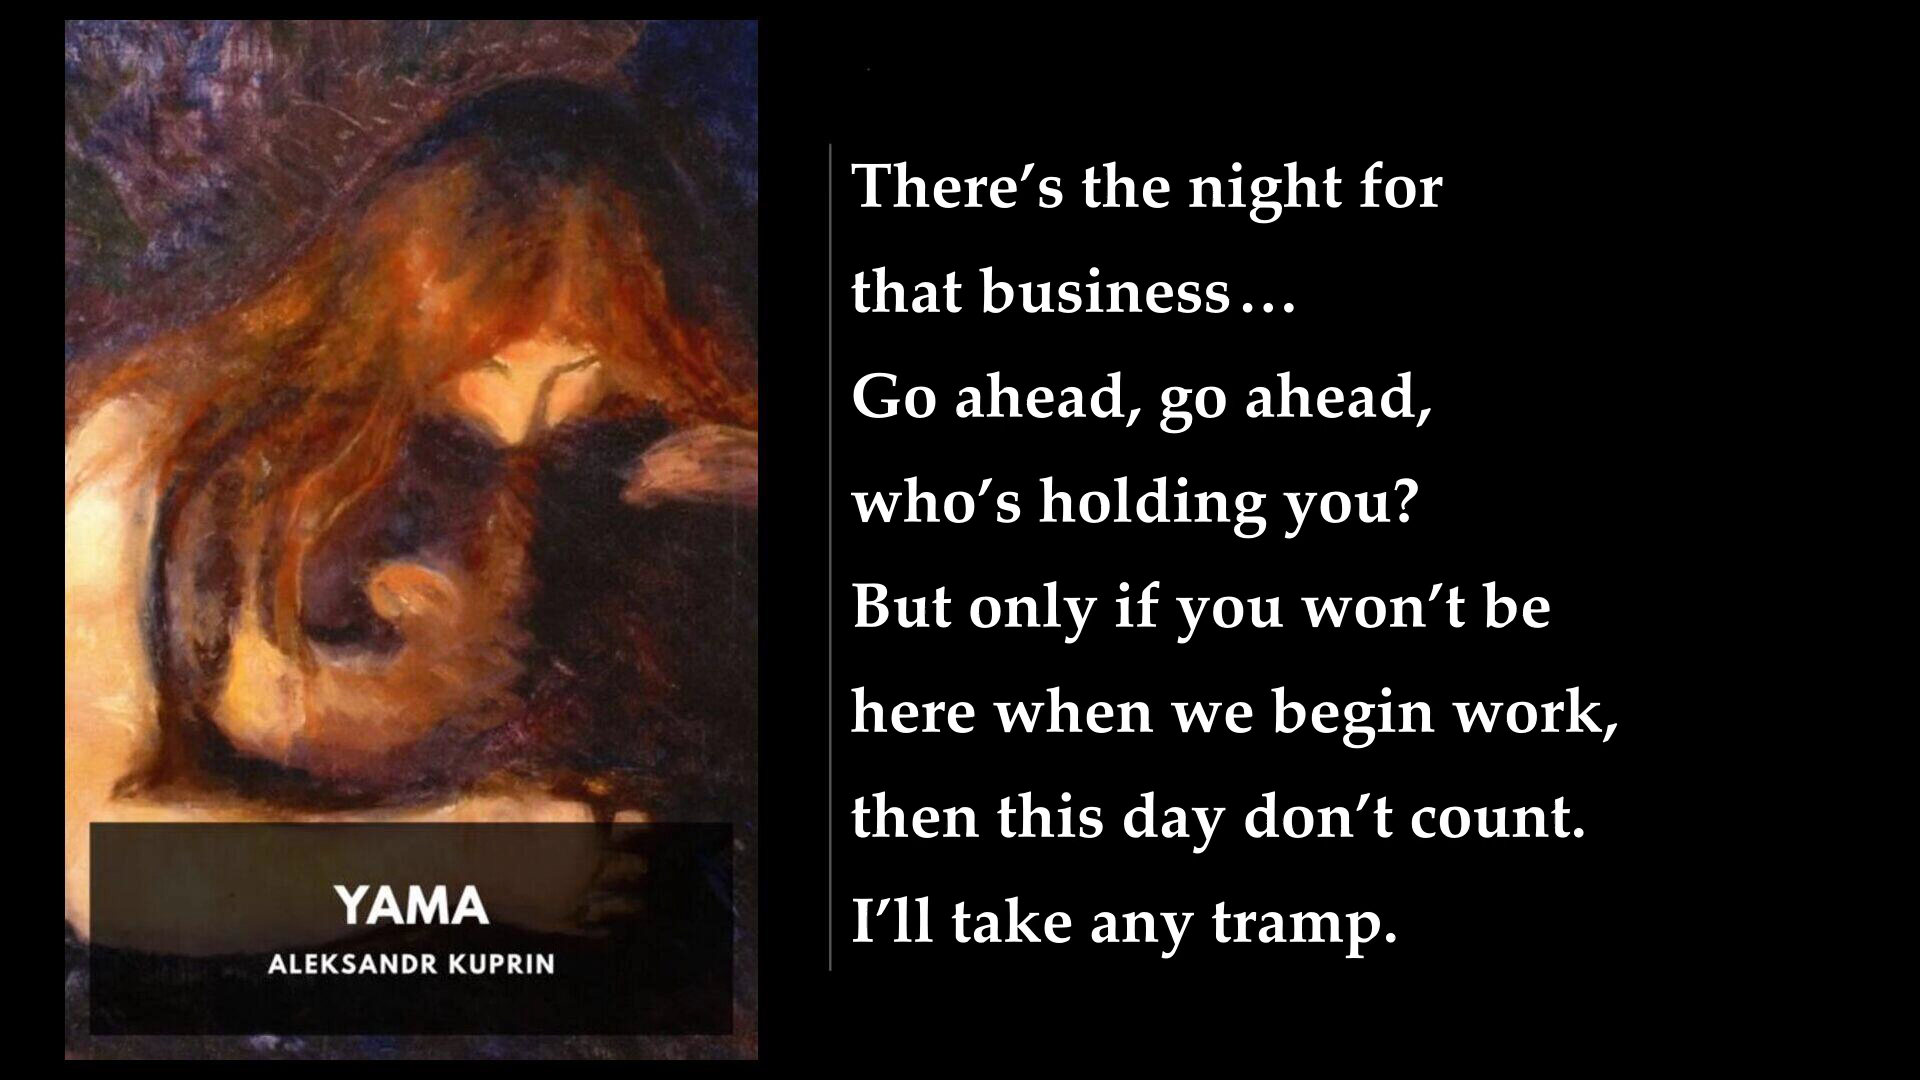 YAMA
ALEKSANDR KUPRIN
There’s the night for
that business…
Go ahead, go ahead,
who’s holding you?
But only if you won’t be
here when we begin work,
then this day don’t count.
I’ll take any tramp.